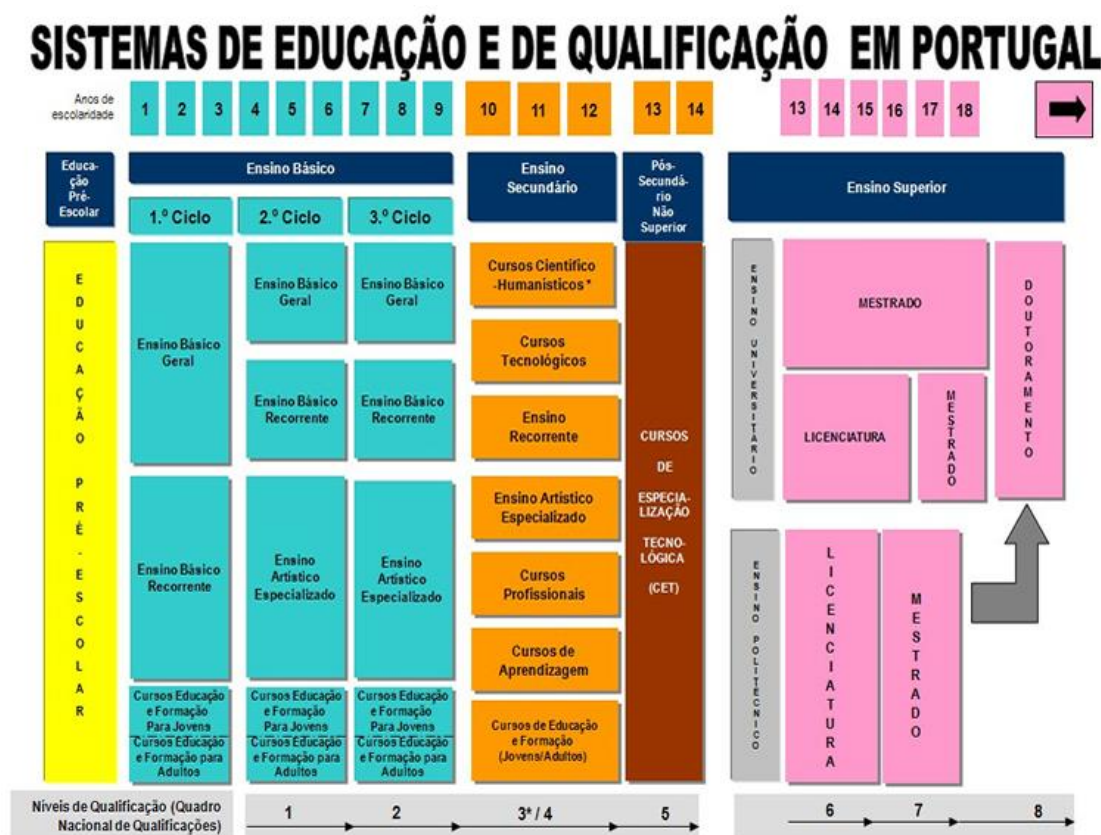 SISTEMAS DE EDUCAÇÃO E DE QUALIFICAÇÃO EM PORTUGAL
Anos de
escolaridade
1 2 3 4 5 6 7 8 9 10 11 12 13 14 13 14 15 16 17 18
Educa-
ção
Pré-
Escolar
Ensino Básico
Ensino
Secundário
Pós-
Secundá-
rio
Não
Superior
Ensino Superior
1.º Ciclo
2.º Ciclo
3.º Ciclo
EDUCAÇÃO PRÉ-ESCOLAR
Ensino Básico
Geral
Ensino Básico
Recorrente
Cursos Educação
e Formação
Para Jovens
Cursos Educação
e Formação para
Adultos
Ensino Básico
Geral
Ensino Básico
Recorrente
Ensino
Artístico
Especializado
Cursos Educação
e Formação
Para Jovens
Cursos Educação
e Formação para
Adultos
Ensino Básico
Geral
Ensino Básico
Recorrente
Ensino
Artístico
Especializado
Cursos Educação
e Formação
Para Jovens
Cursos Educação
e Formação para
Adultos
Cursos Científico
-Humanísticos *
Cursos
Tecnológicos
Ensino
Recorrente
Ensino Artístico
Especializado
Cursos
Profissionais
Cursos de
Aprendizagem
Cursos de Educação
e Formação
(Jovens/Adultos)
CURSOS
DE
ESPECIA-
LIZAÇÃO
TECNO-
LÓGICA
(CET)
ENSINO UNIVERSITÁRIO
MESTRADO
LICENCIATURA
MESTRADO
DOUTORAMENTO
ENSINO POLITÉCNICO
LICENCIATURA
MESTRADO
Níveis de Qualificação (Quadro
Nacional de Qualificações)
1 2 3* / 4 5 6 7 8